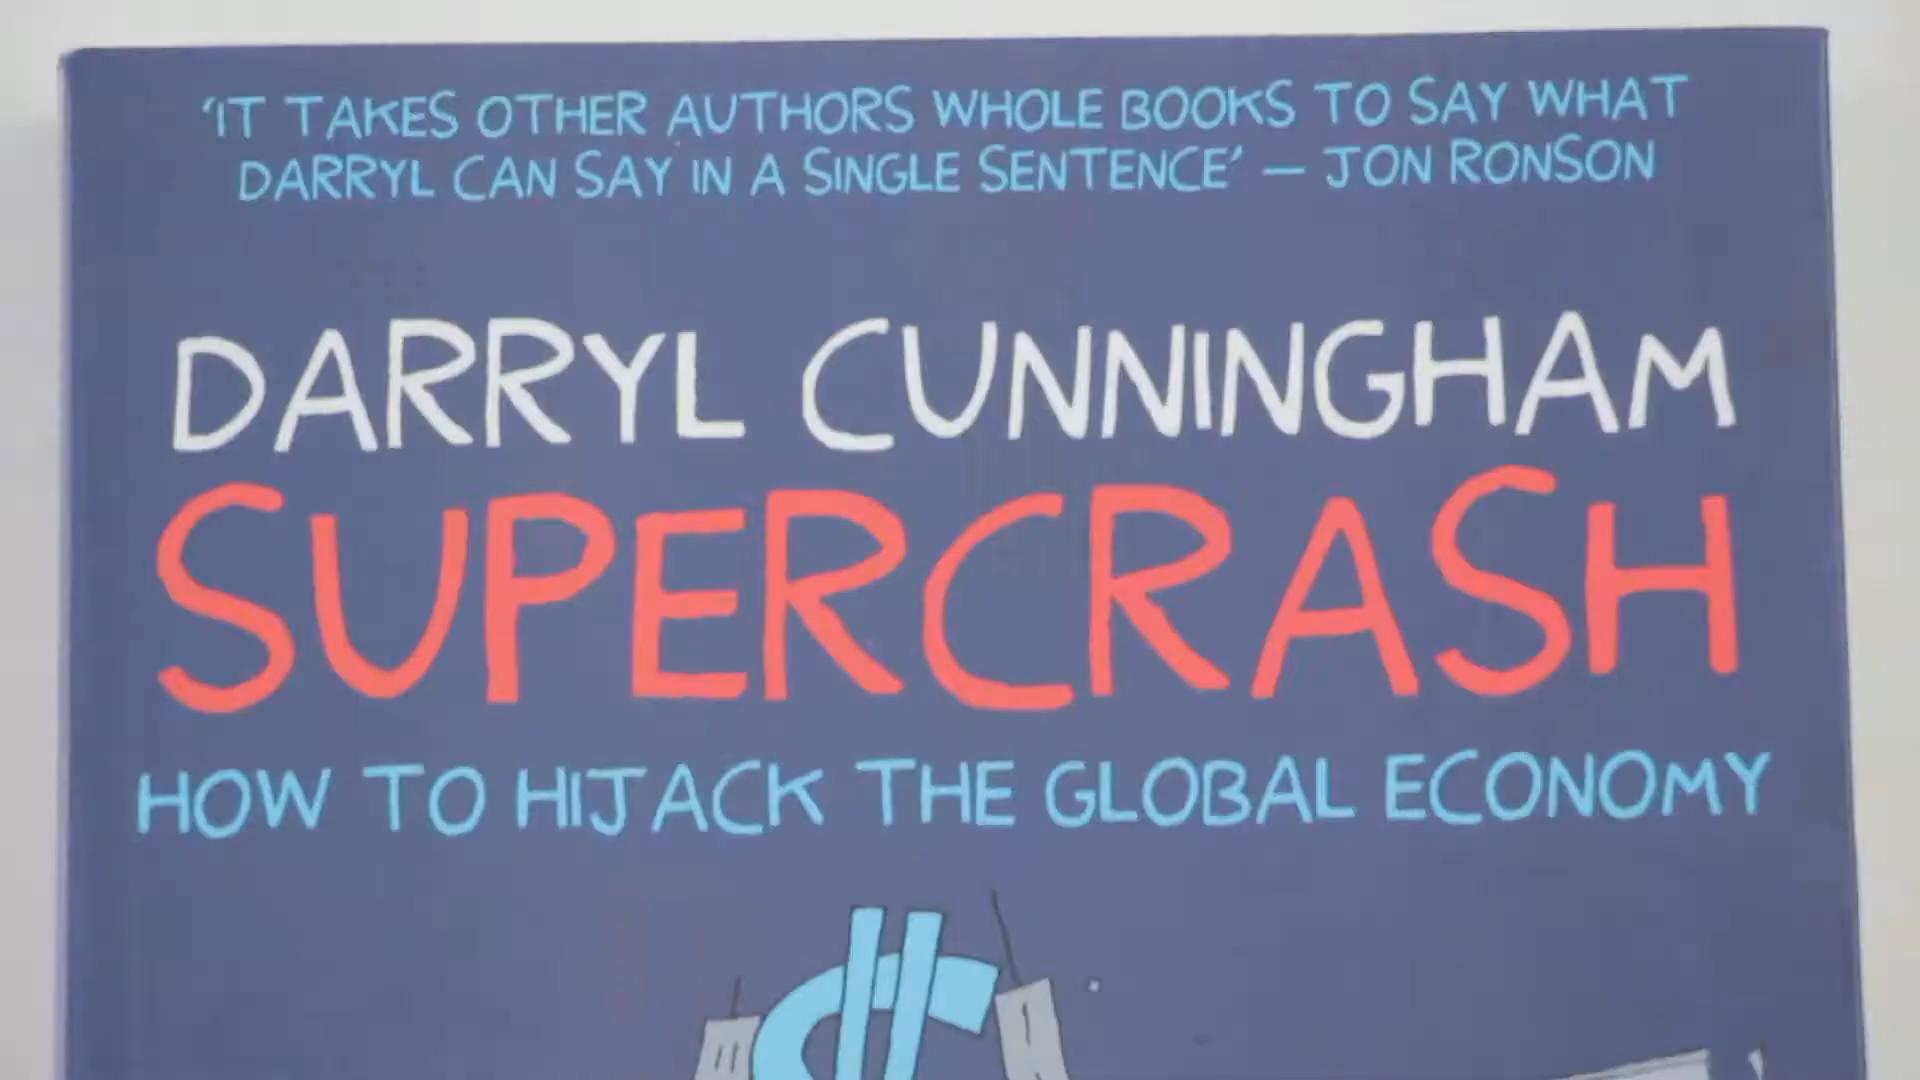 'IT TAKES OTHER AUTHORS WHOLE BOOKS TO SAY WHAT
DARRYL CAN SAY IN A SINGLE SENTENCE' – JON RONSON
DARRYL CUNNINGHAM
SUPERCRASH
HOW TO HIJACK THE GLOBAL ECONOMY